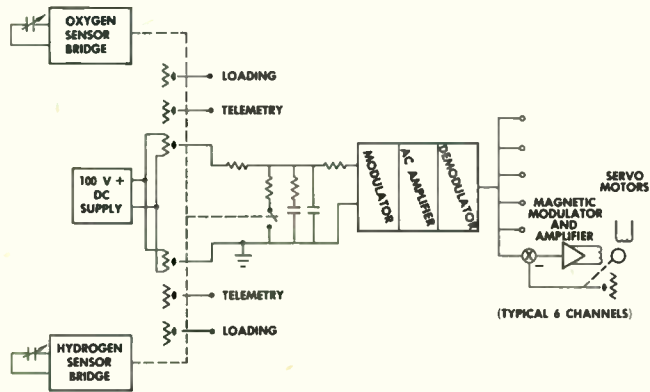 OXYGEN
SENSOR
BRIDGE
LOADING
TELEMETRY
100 V +
DC
SUPPLY
MODULATOR
AC AMPLIFIER
DEMODULATOR
SERVO
MOTORS
MAGNETIC
MODULATOR
AND
AMPLIFIER
–
(TYPICAL 6 CHANNELS)
TELEMETRY
LOADING
HYDROGEN
SENSOR
BRIDGE